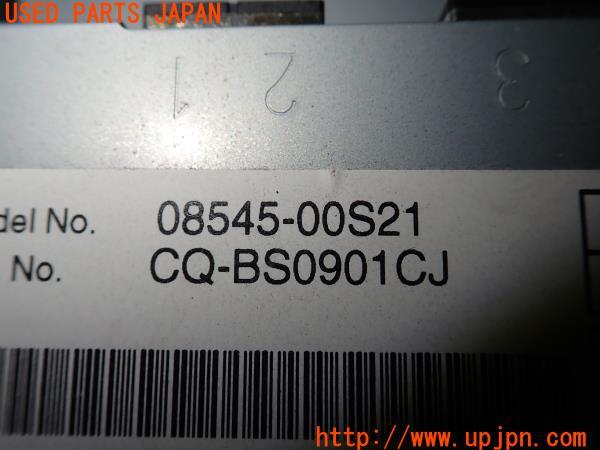 USED PARTS JAPAN
2 1
3
del No. 08545-00S21
No. CQ-BS0901CJ
http://www.upjpn.com